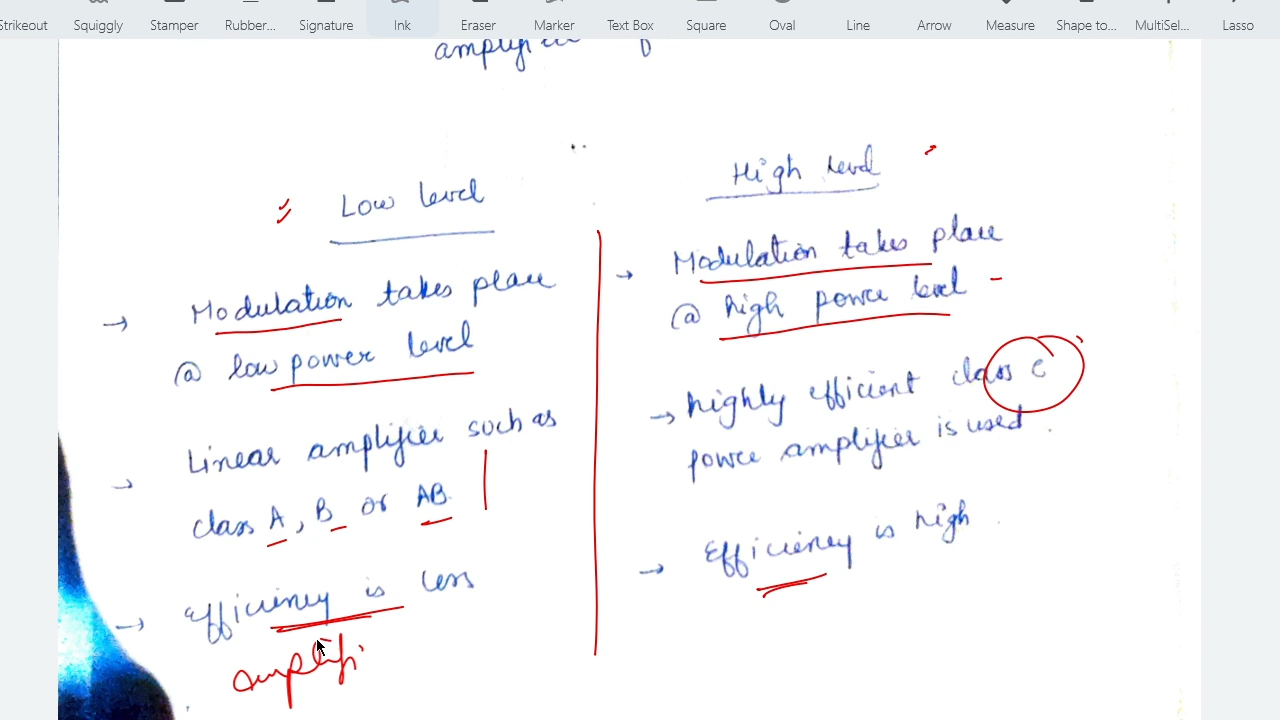 Strikeout Squiggly Stamper Rubber... Signature Ink Eraser Marker Text Box Square Oval Line Arrow Measure Shape to... MultiSel... Lasso
Low level
→ Modulation takes place
@ low power level
→ Linear amplifier such as
class A, B or AB.
→ Efficiency is less
amplifi
High level
→ Modulation takes place
@ high power level
→ highly efficient class C
power amplifier is used.
→ Efficiency is high